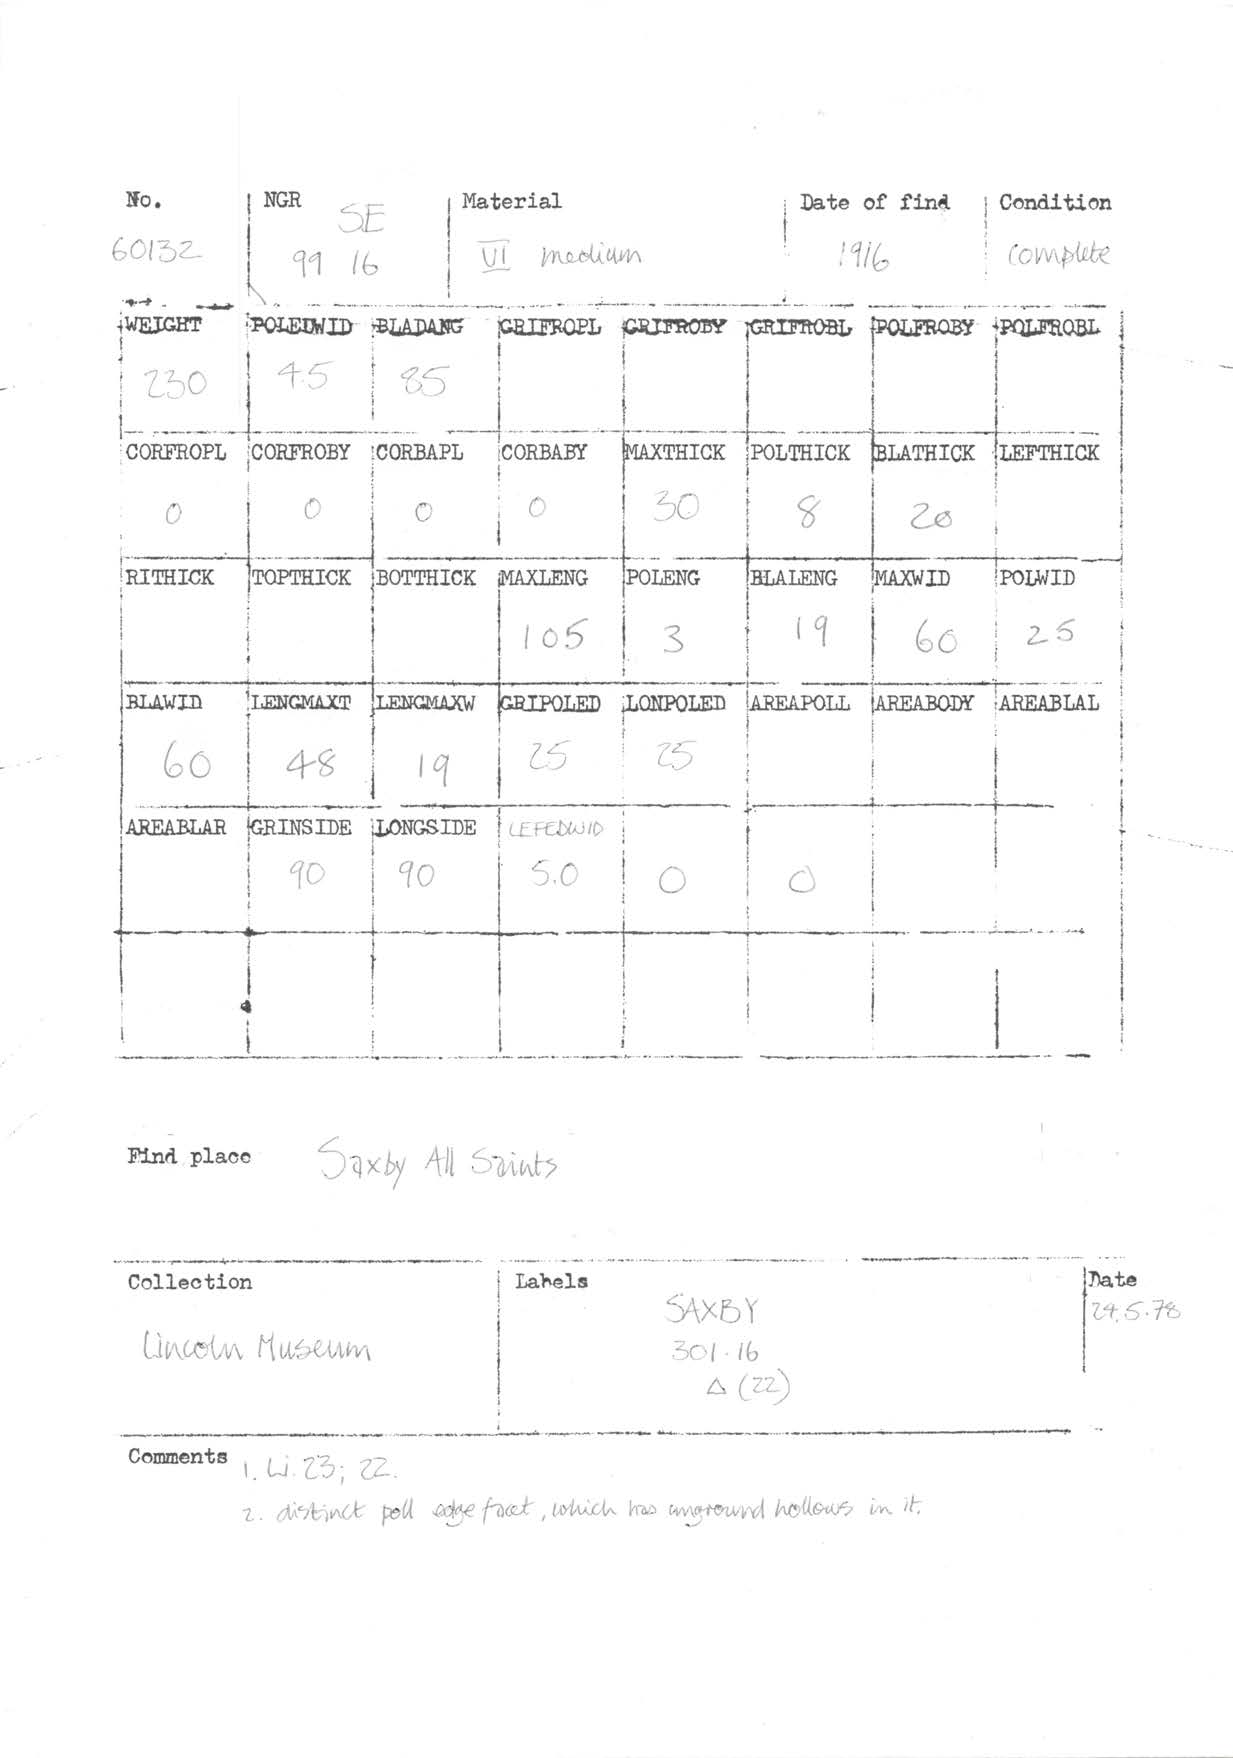 No. NGR SE Material Date of find Condition
60132 99 16 VI medium 1916 complete
WEIGHT POLEDWID BLADANG GRIFROPL GRIFROBY GRIFROBL POLFROBY POLFROBL
230 4.5 85
CORFROPL CORFROBY CORBAPL CORBABY MAXTHICK POLTHICK BLATHICK LEFTHICK
0 0 0 0 30 8 20
RITHICK TOPTHICK BOTTHICK MAXLENG POLENG BLALENG MAXWID POLWID
105 3 19 60 25
BLAWID LENGMAXT LENGMAXW GRIPOLED LONPOLED AREAPOLL AREABODY AREABLAL
60 48 19 25 25
AREABLAR GRINSIDE LONGSIDE LEFEDWID
90 90 5.0 0 0
Find place Saxby All Saints
Collection Labels Date
SAXBY 24.5.78
Lincoln Museum 301.16
Δ (22)
Comments 1. Li. 23; 22.
2. distinct poll edge facet, which has unground hollows in it.